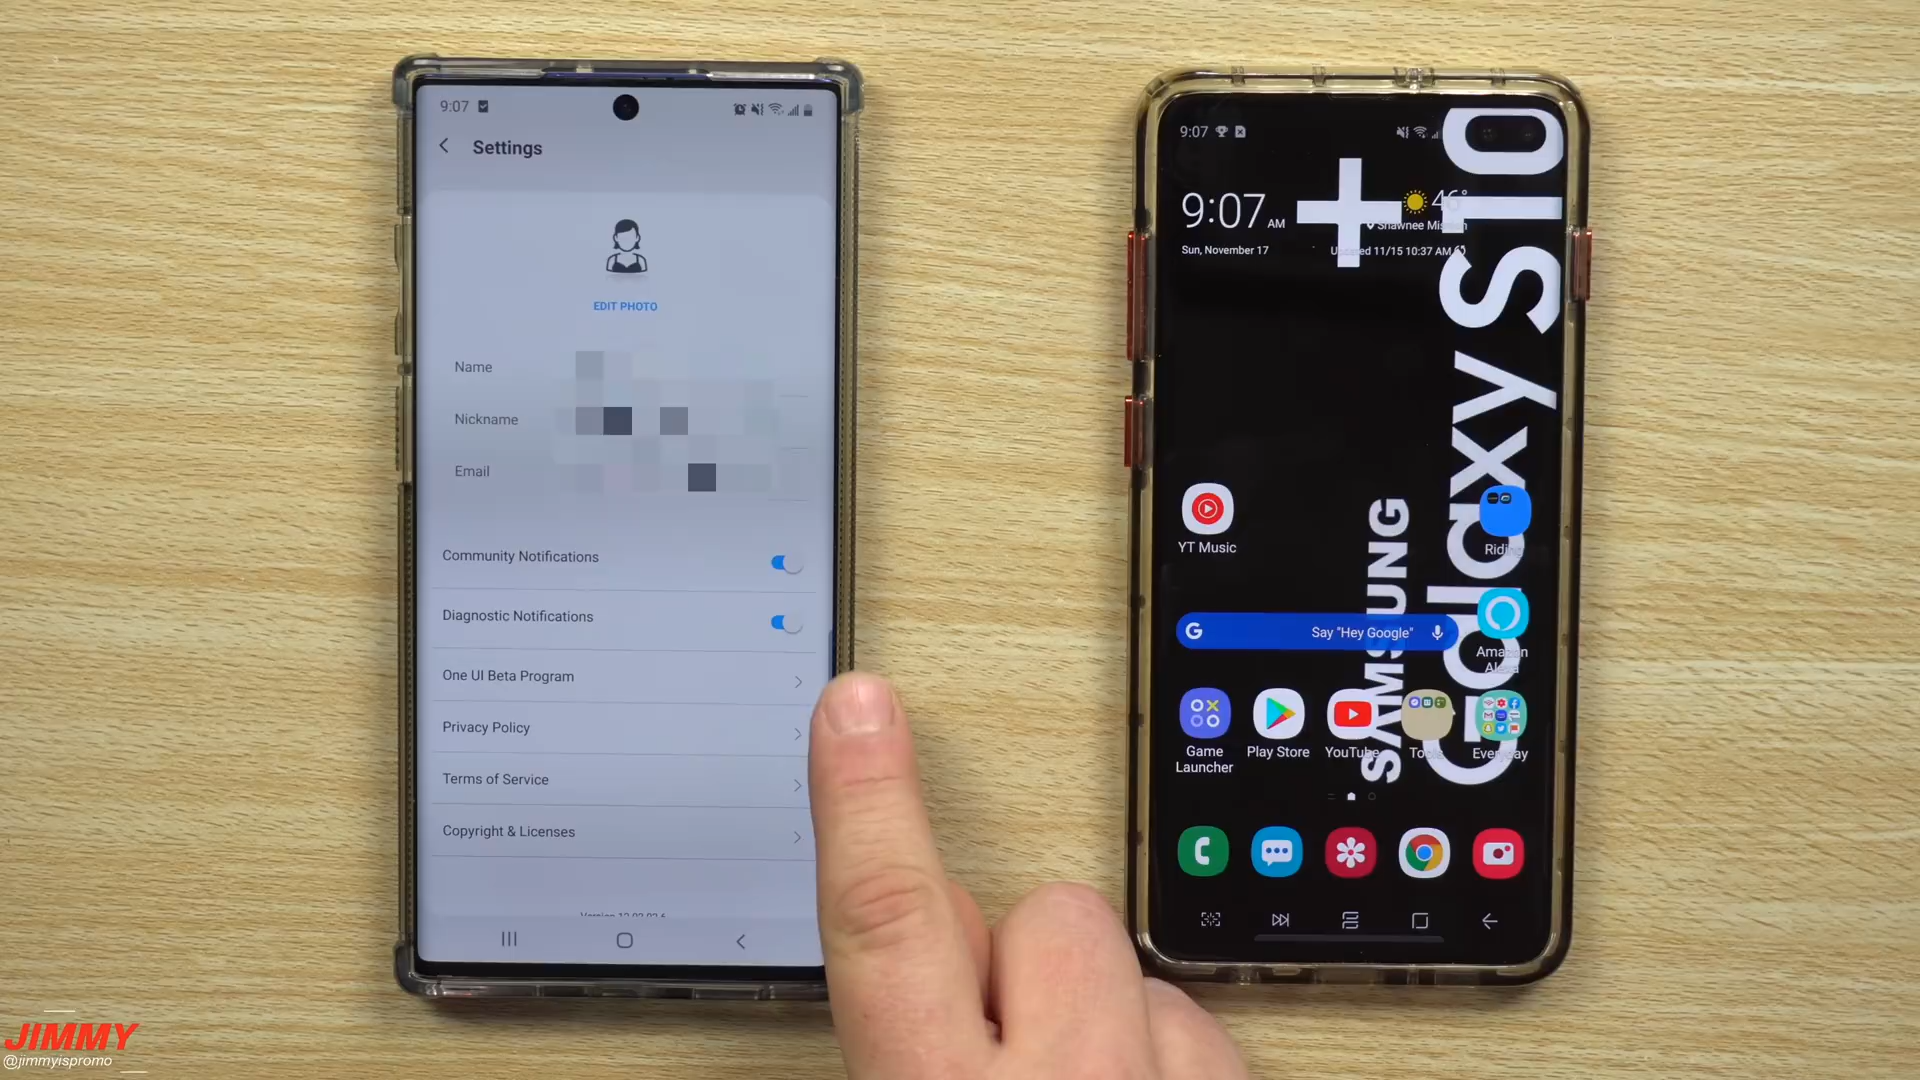 9:07
Settings
EDIT PHOTO
Name
Nickname
Email
Community Notifications
Diagnostic Notifications
One UI Beta Program
Privacy Policy
Terms of Service
Copyright & Licenses
9:07
9:07 AM
46°
Shawnee Mission
Sun, November 17
Updated 11/15 10:37 AM
SAMSUNG
Galaxy S10
+
YT Music
Riding
G
Say "Hey Google"
Amazon
Alexa
Game
Launcher
Play Store
YouTube
Tools
Everyday
JIMMY
@jimmyispromo